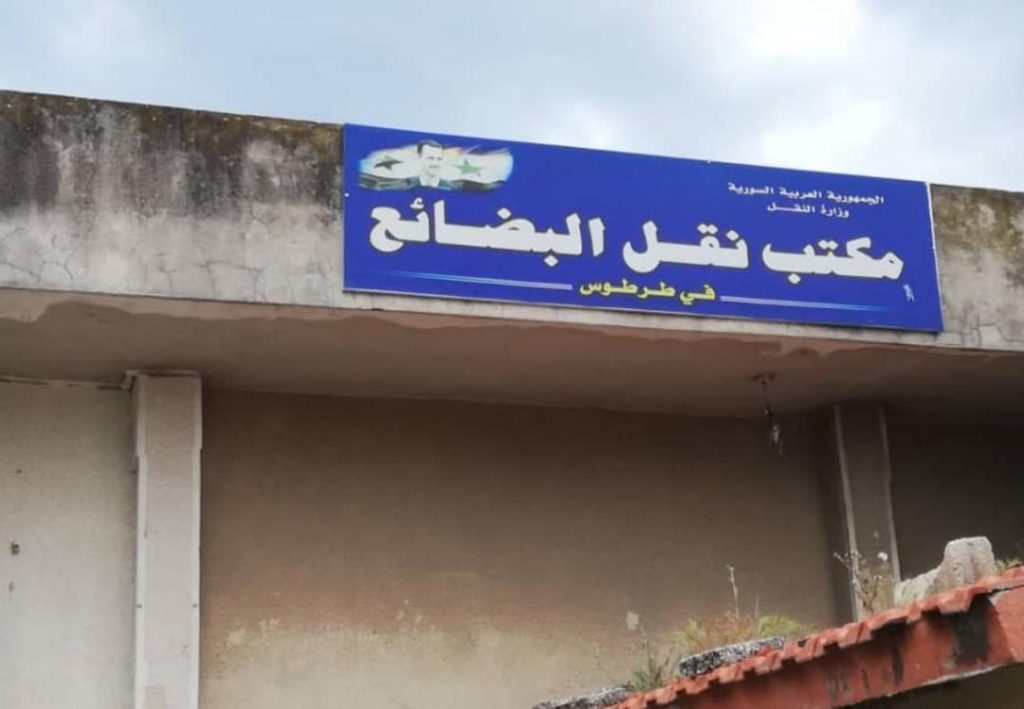 الجمهورية العربية السورية
وزارة النقل
مكتب نقل البضائع
في طرطوس